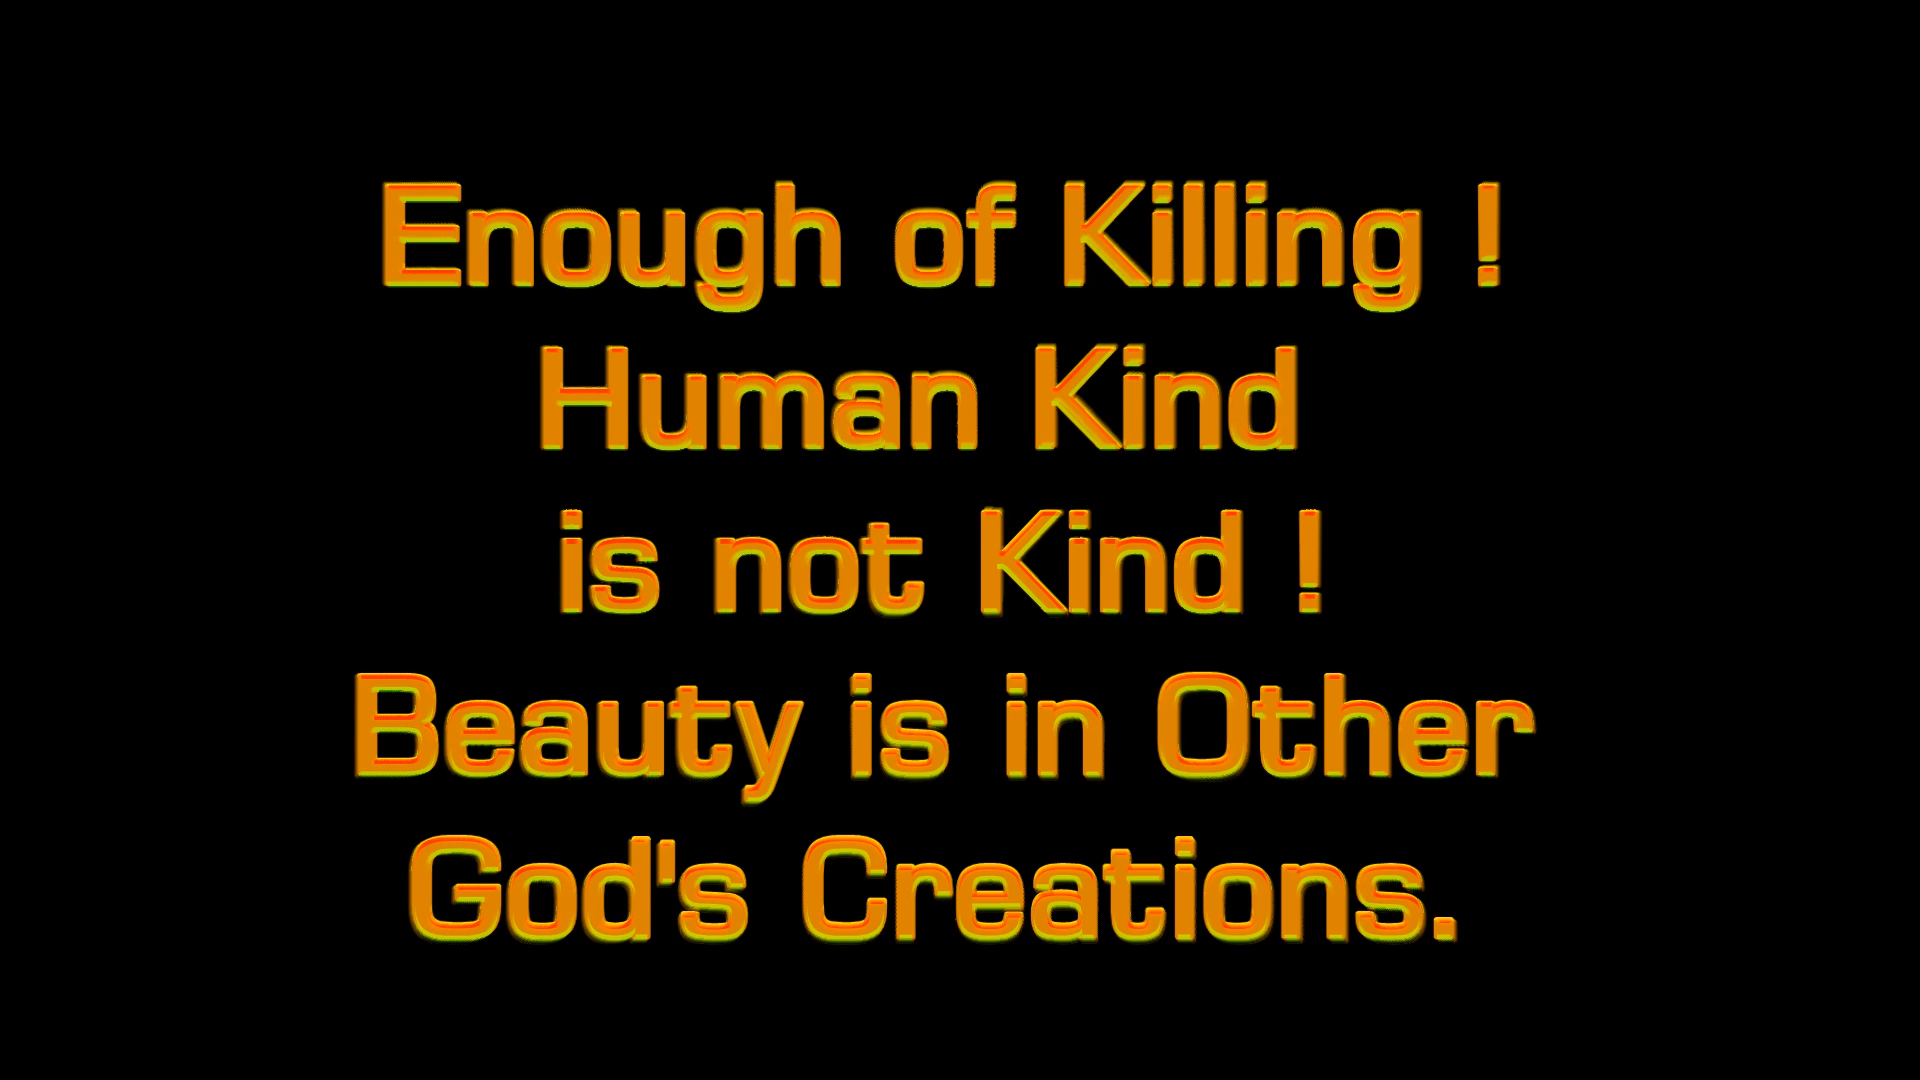 Enough of Killing !
Human Kind
is not Kind !
Beauty is in Other
God's Creations.